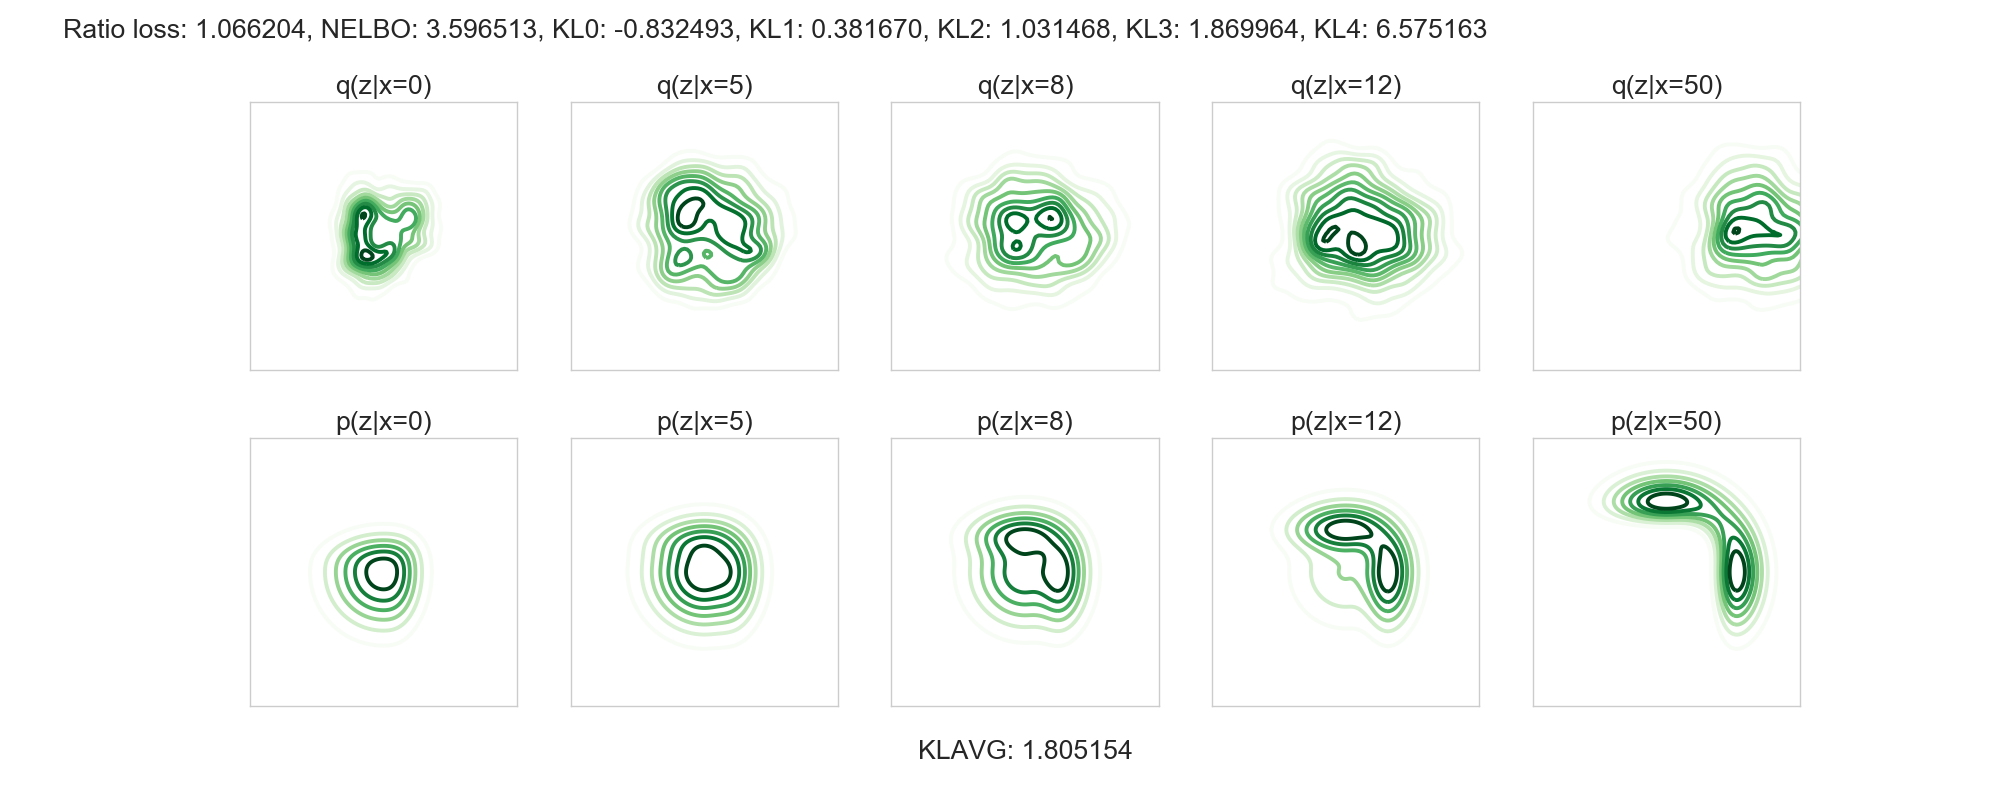 Ratio loss: 1.066204, NELBO: 3.596513, KL0: -0.832493, KL1: 0.381670, KL2: 1.031468, KL3: 1.869964, KL4: 6.575163
q(z|x=0) q(z|x=5) q(z|x=8) q(z|x=12) q(z|x=50)
p(z|x=0) p(z|x=5) p(z|x=8) p(z|x=12) p(z|x=50)
KLAVG: 1.805154